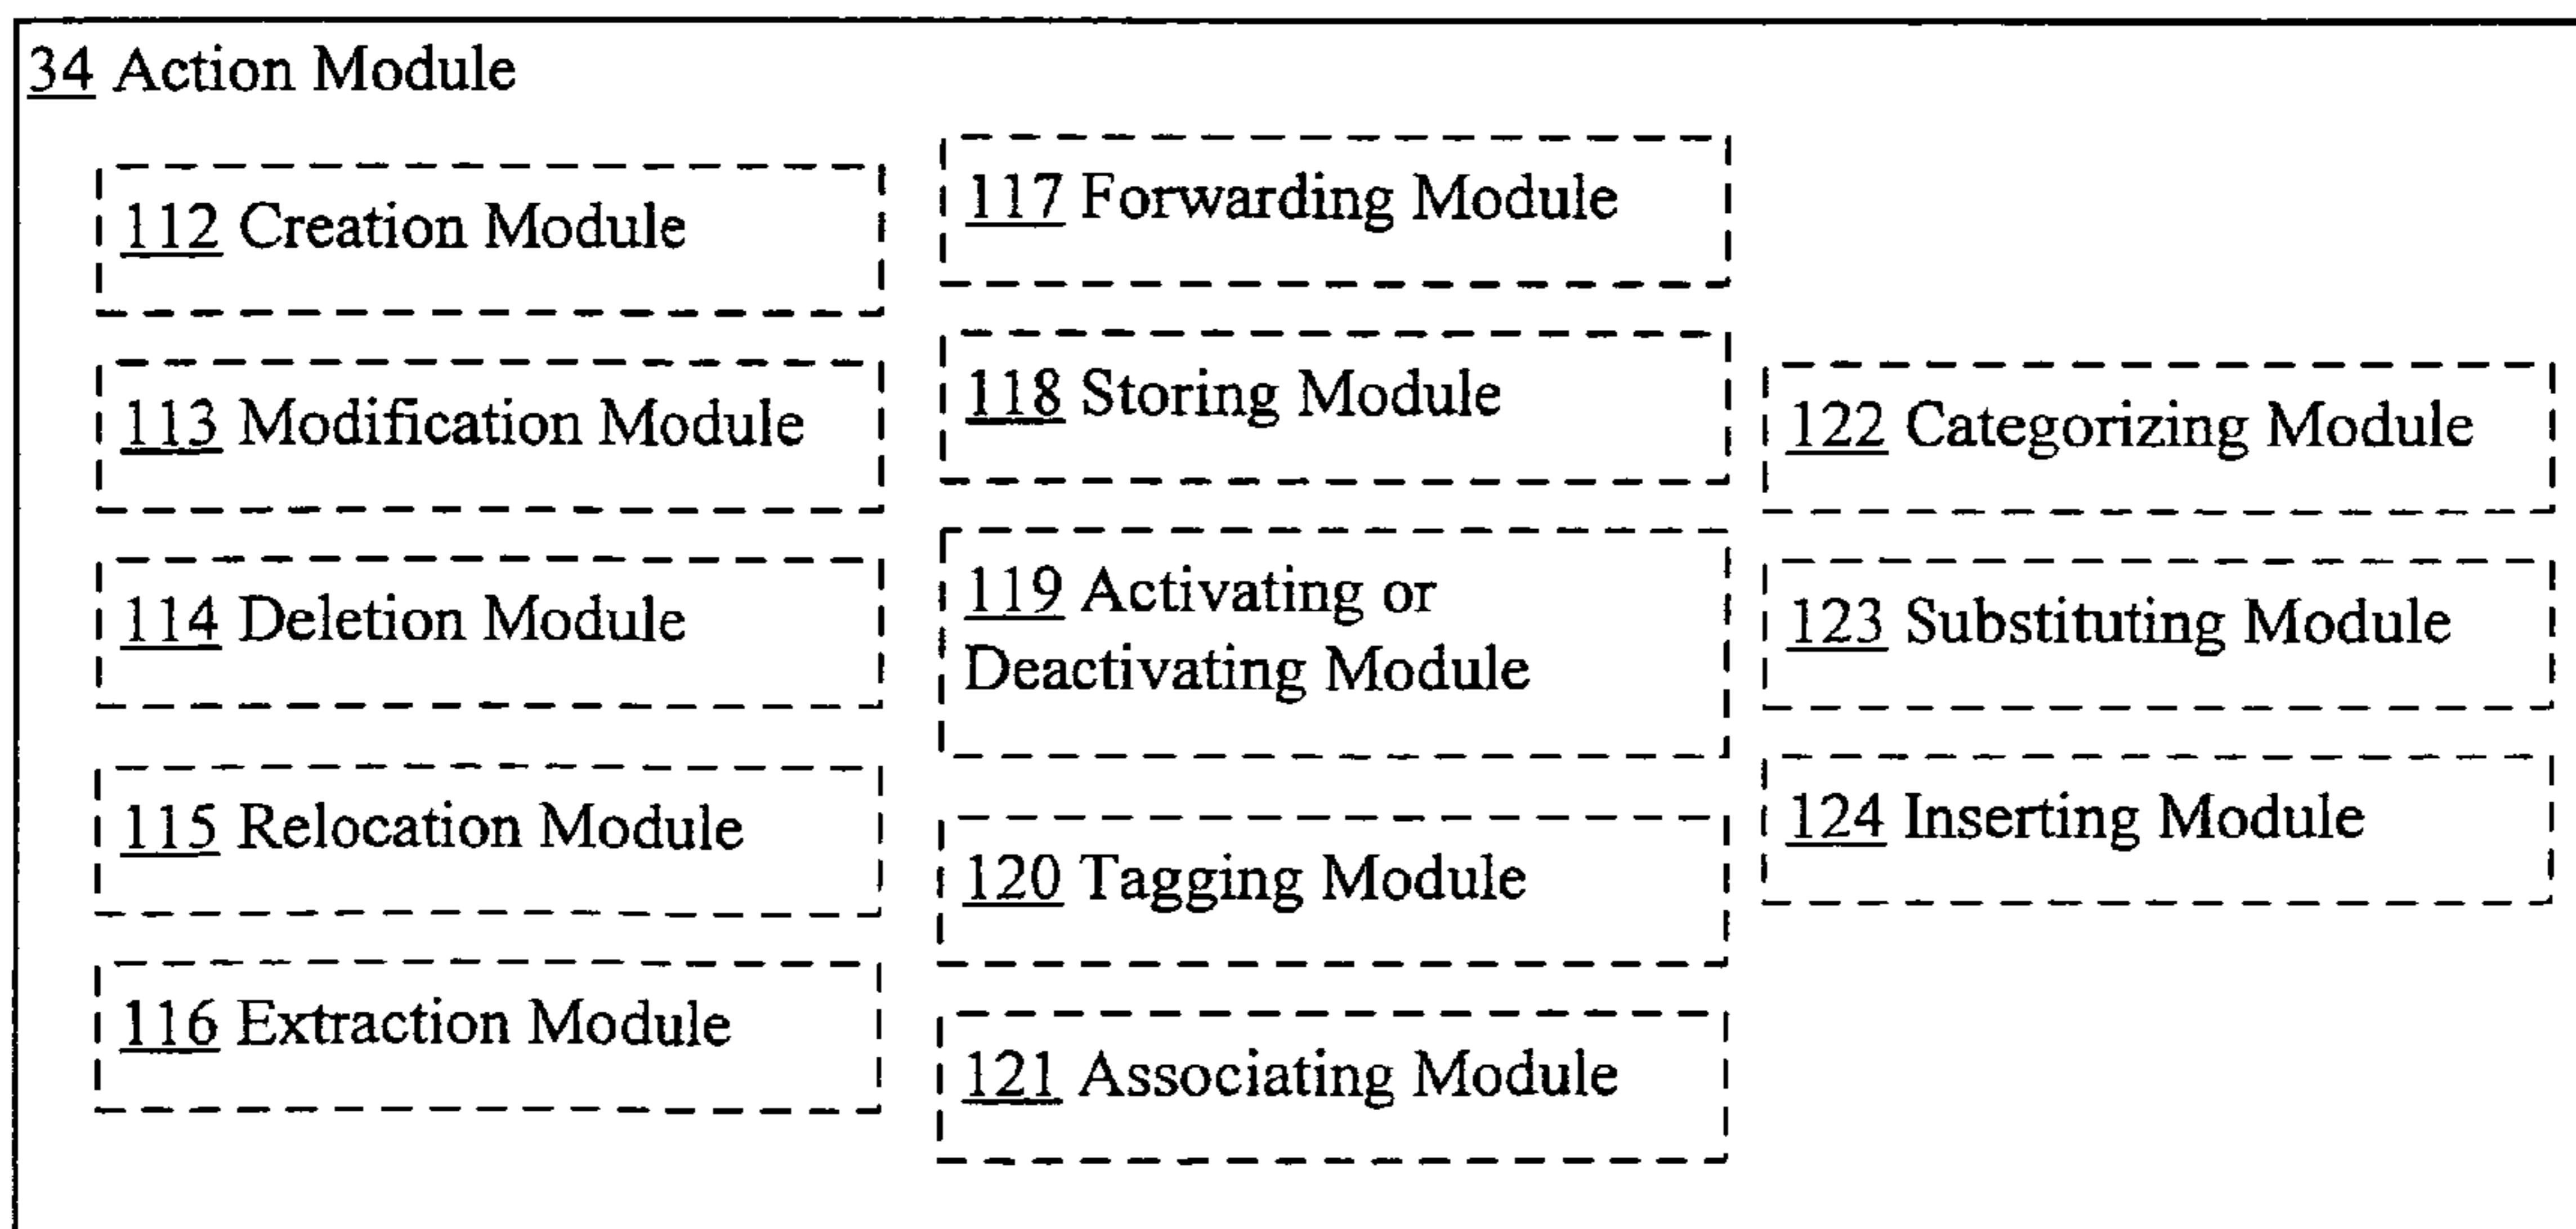 34 Action Module
112 Creation Module
113 Modification Module
114 Deletion Module
115 Relocation Module
116 Extraction Module
117 Forwarding Module
118 Storing Module
119 Activating or
Deactivating Module
120 Tagging Module
121 Associating Module
122 Categorizing Module
123 Substituting Module
124 Inserting Module